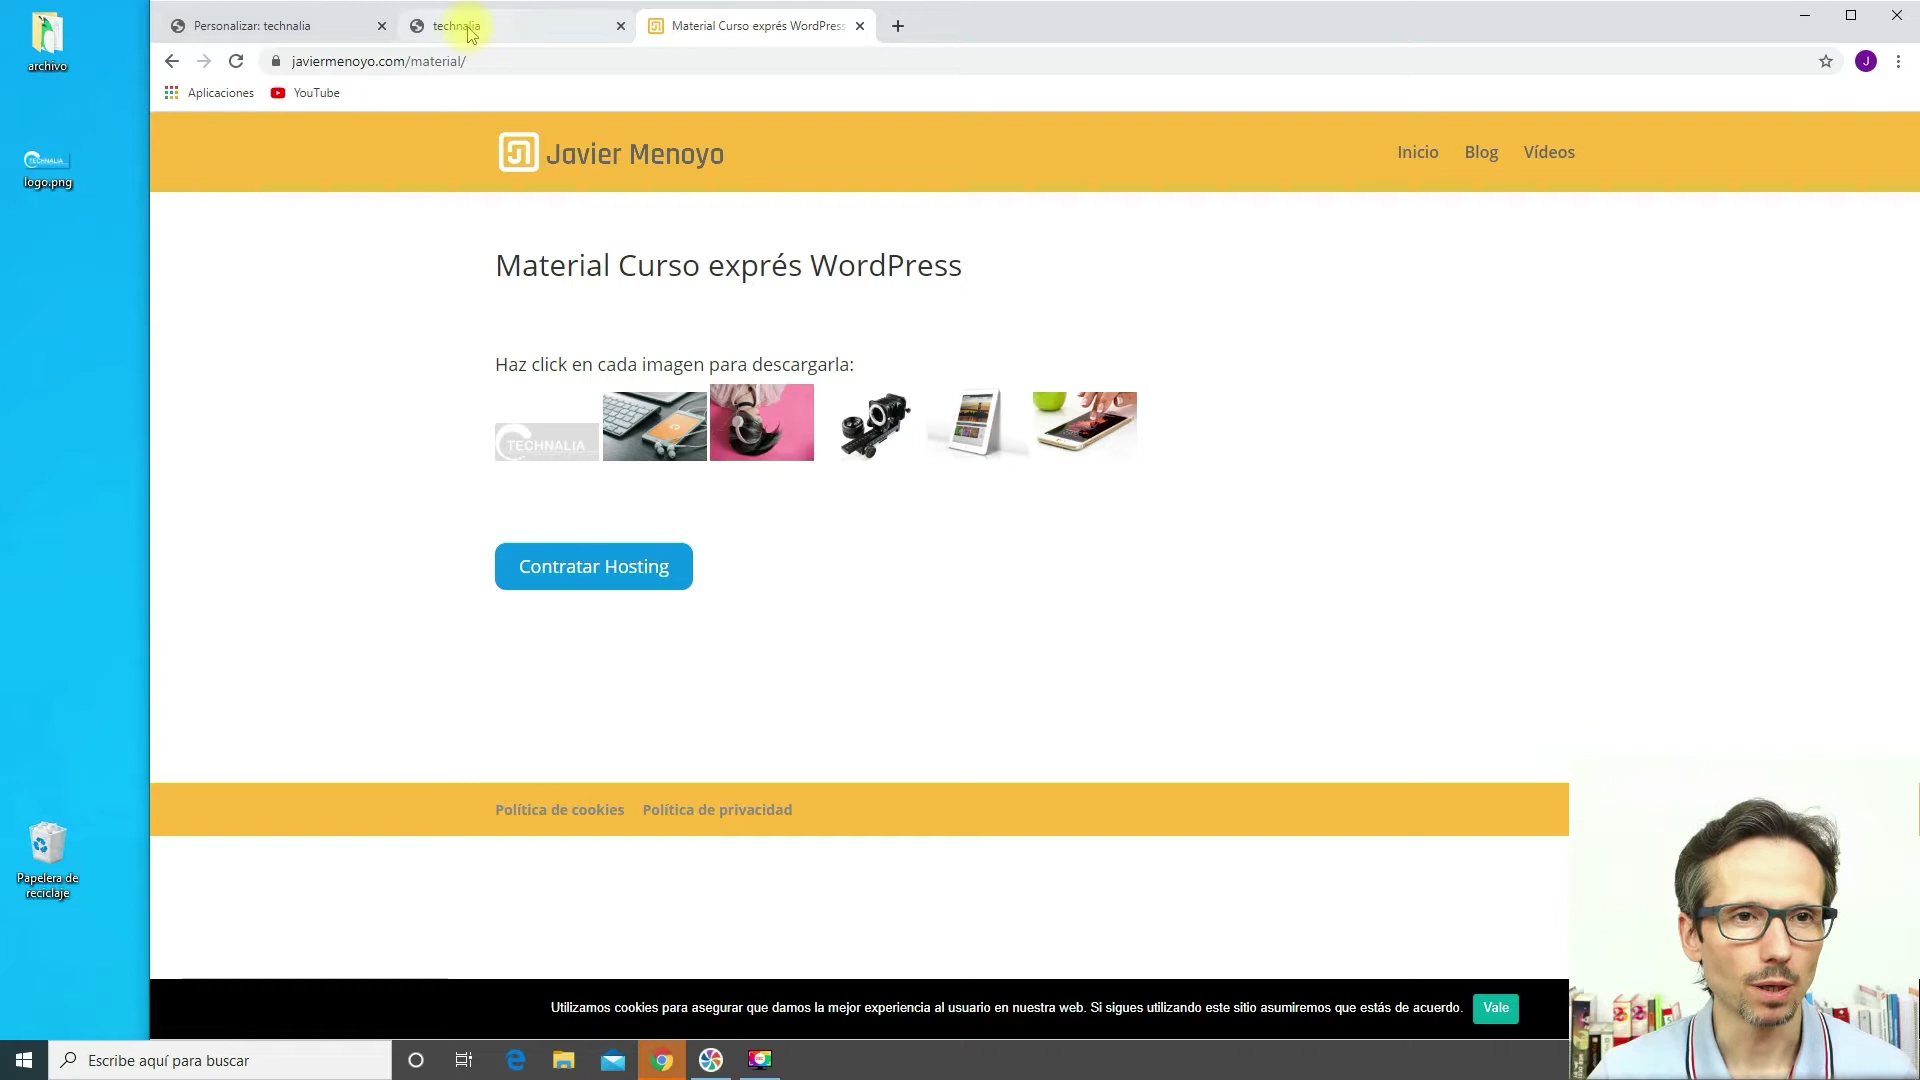 Personalizar: technalia
technalia
Material Curso exprés WordPress
javiermenoyo.com/material/
J
Aplicaciones
YouTube
archivo
TECHNALIA
logo.png
Javier Menoyo
Inicio
Blog
Vídeos
Material Curso exprés WordPress
Haz click en cada imagen para descargarla:
TECHNALIA
Contratar Hosting
Política de cookies
Política de privacidad
Papelera de
reciclaje
Utilizamos cookies para asegurar que damos la mejor experiencia al usuario en nuestra web. Si sigues utilizando este sitio asumiremos que estás de acuerdo.
Vale
Escribe aquí para buscar